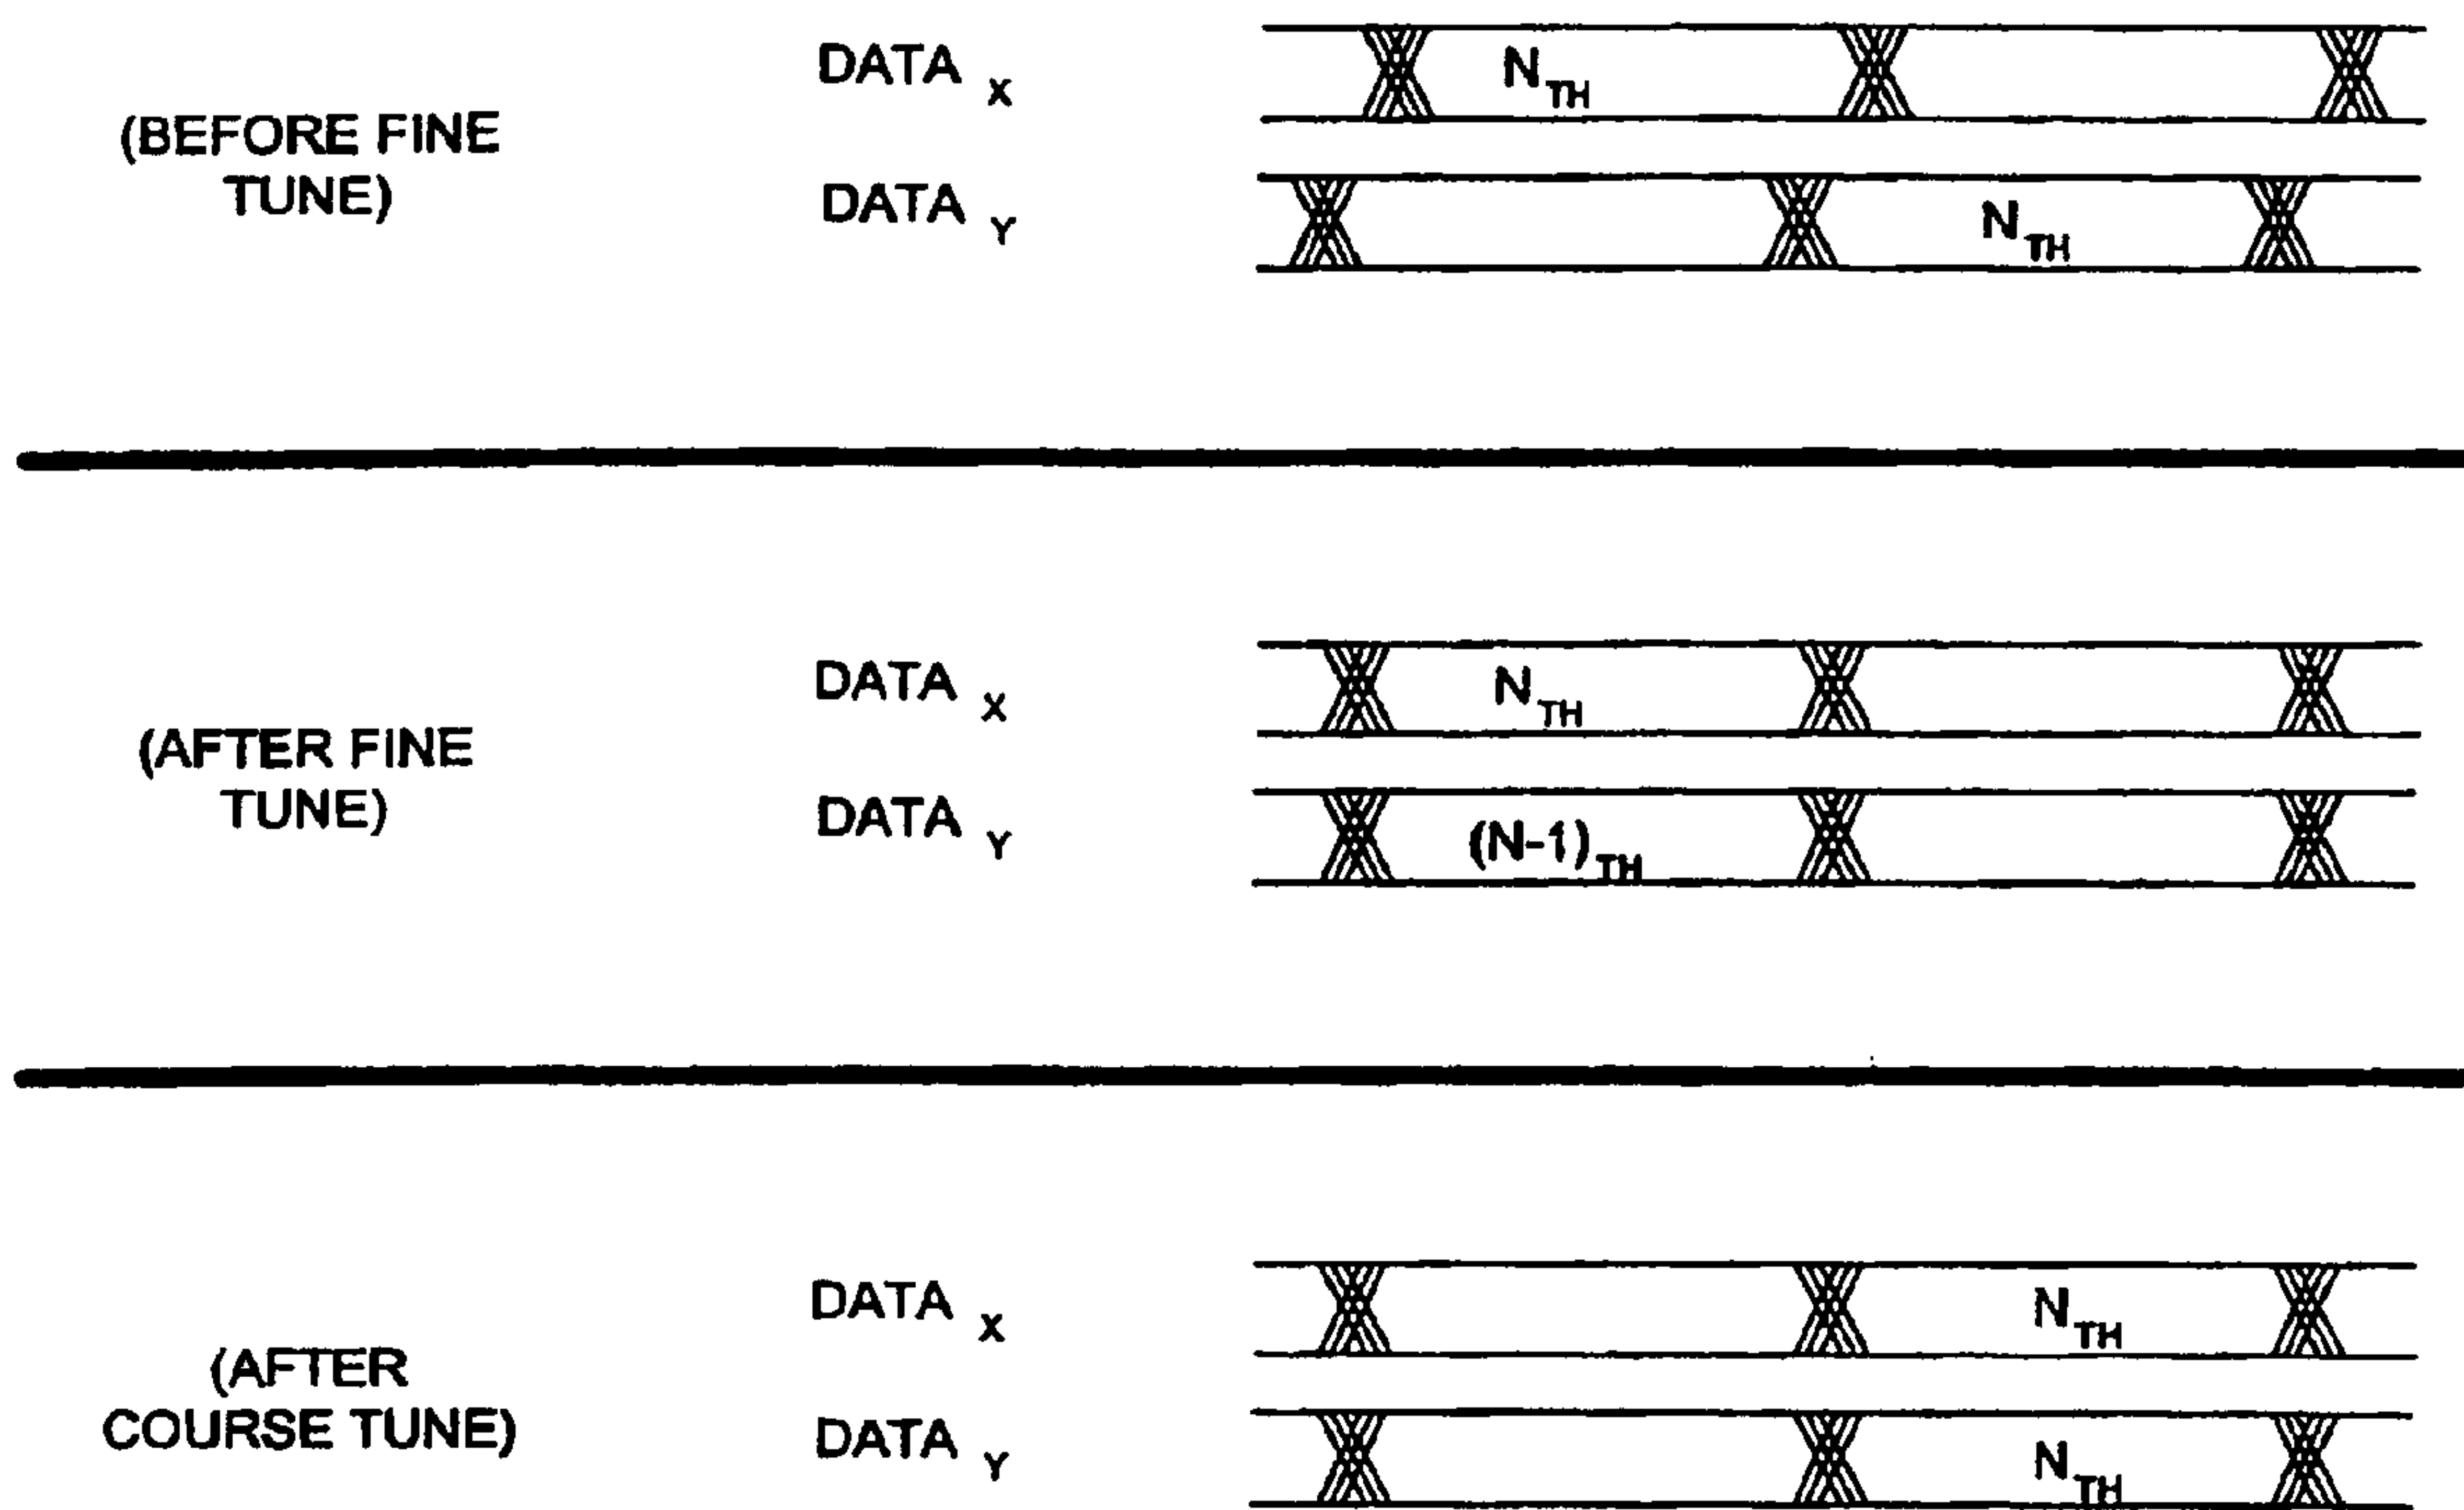 DATA X
N TH
(BEFORE FINE
TUNE)
DATA Y
N TH
DATA X
N TH
(AFTER FINE
TUNE)
DATA Y
(N-1) TH
DATA X
N TH
(AFTER
COURSE TUNE)
DATA Y
N TH